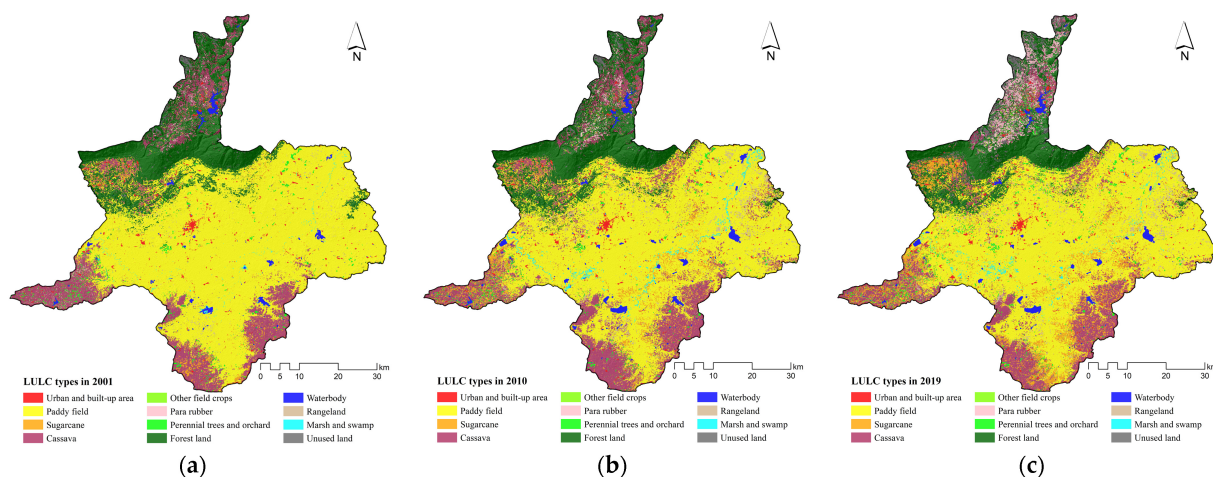 N
km
0 5 10 20 30
LULC types in 2001
Urban and built-up area
Other field crops
Waterbody
Paddy field
Para rubber
Rangeland
Sugarcane
Perennial trees and orchard
Marsh and swamp
Cassava
Forest land
Unused land
(a)
N
km
0 5 10 20 30
LULC types in 2010
Urban and built-up area
Other field crops
Waterbody
Paddy field
Para rubber
Rangeland
Sugarcane
Perennial trees and orchard
Marsh and swamp
Cassava
Forest land
Unused land
(b)
N
km
0 5 10 20 30
LULC types in 2019
Urban and built-up area
Other field crops
Waterbody
Paddy field
Para rubber
Rangeland
Sugarcane
Perennial trees and orchard
Marsh and swamp
Cassava
Forest land
Unused land
(c)